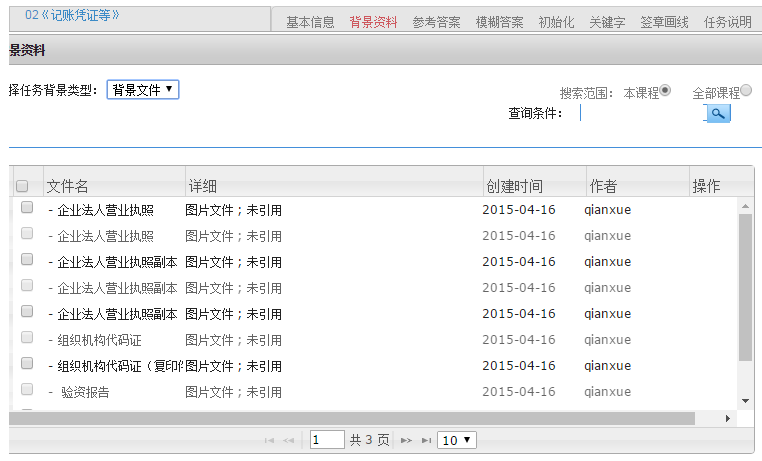 02《记账凭证等》
基本信息 背景资料 参考答案 模糊答案 初始化 关键字 签章画线 任务说明
景资料
择任务背景类型： 背景文件
搜索范围： 本课程 全部课程
查询条件：
文件名 详细 创建时间 作者 操作
- 企业法人营业执照 图片文件；未引用 2015-04-16 qianxue
- 企业法人营业执照 图片文件；未引用 2015-04-16 qianxue
- 企业法人营业执照副本 图片文件；未引用 2015-04-16 qianxue
- 企业法人营业执照副本 图片文件；未引用 2015-04-16 qianxue
- 企业法人营业执照副本 图片文件；未引用 2015-04-16 qianxue
- 组织机构代码证 图片文件；未引用 2015-04-16 qianxue
- 组织机构代码证（复印件 图片文件；未引用 2015-04-16 qianxue
- 验资报告 图片文件；未引用 2015-04-16 qianxue
1 共 3 页 10